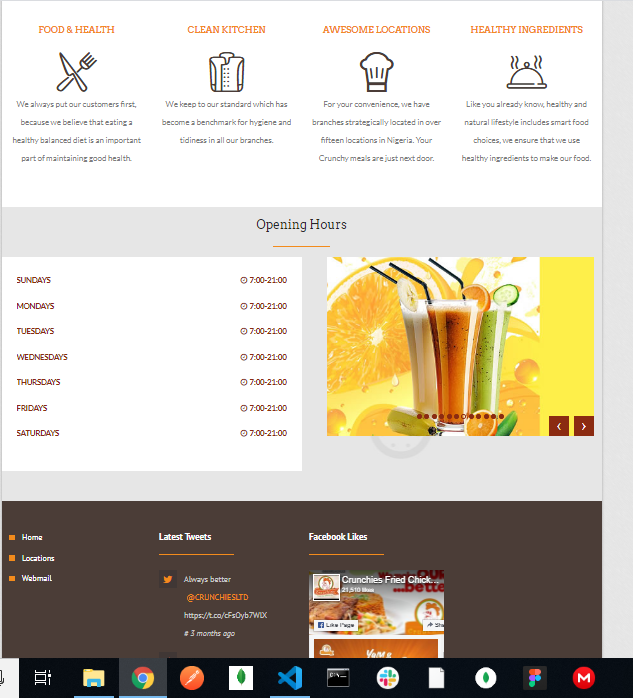 FOOD & HEALTH
We always put our customers first,
because we believe that eating a
healthy balanced diet is an important
part of maintaining good health.
CLEAN KITCHEN
We keep to our standard which has
become a benchmark for hygiene and
tidiness in all our branches.
AWESOME LOCATIONS
For your convenience, we have
branches strategically located in over
fifteen locations in Nigeria. Your
Crunchy meals are just next door.
HEALTHY INGREDIENTS
Like you already know, healthy and
natural lifestyle includes smart food
choices, we ensure that we use
healthy ingredients to make our food.
Opening Hours
SUNDAYS 7:00-21:00
MONDAYS 7:00-21:00
TUESDAYS 7:00-21:00
WEDNESDAYS 7:00-21:00
THURSDAYS 7:00-21:00
FRIDAYS 7:00-21:00
SATURDAYS 7:00-21:00
Home
Locations
Webmail
Latest Tweets
Always better
@CRUNCHIESLTD
https://t.co/cFsOyb7WIX
# 3 months ago
Facebook Likes
Crunchies Fried Chick...
21,510 likes
...bette
Like Page
Sha